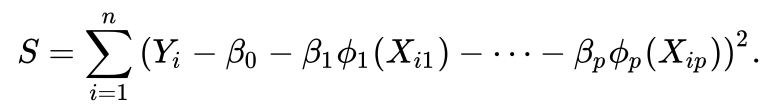 S = \sum_{i=1}^{n} (Y_i - \beta_0 - \beta_1 \phi_1(X_{i1}) - \cdots - \beta_p \phi_p(X_{ip}))^2.